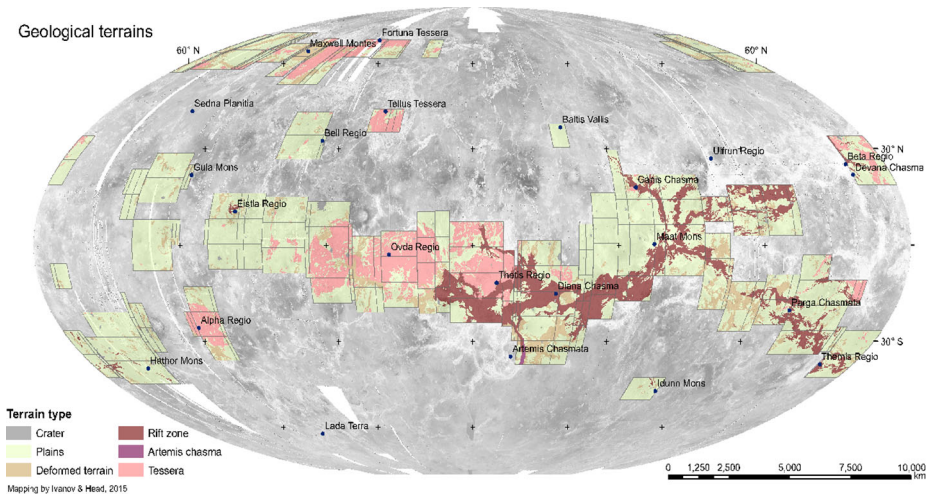 Geological terrains
Fortuna Tessera
Maxwell Montes
60° N
60° N
Sedna Planitia
Tellus Tessera
Bell Regio
Baltis Vallis
30° N
Ulfrun Regio
Beta Regio
Devana Chasma
Gula Mons
Ganis Chasma
Eistla Regio
Maat Mons
Ovda Regio
Thetis Regio
Diana Chasma
Parga Chasmata
Alpha Regio
30° S
Artemis Chasmata
Hathor Mons
Themis Regio
Idunn Mons
Lada Terra
Terrain type
Crater
Rift zone
Plains
Artemis chasma
Deformed terrain
Tessera
0 1,250 2,500 5,000 7,500 10,000
km
Mapping by Ivanov & Head, 2015